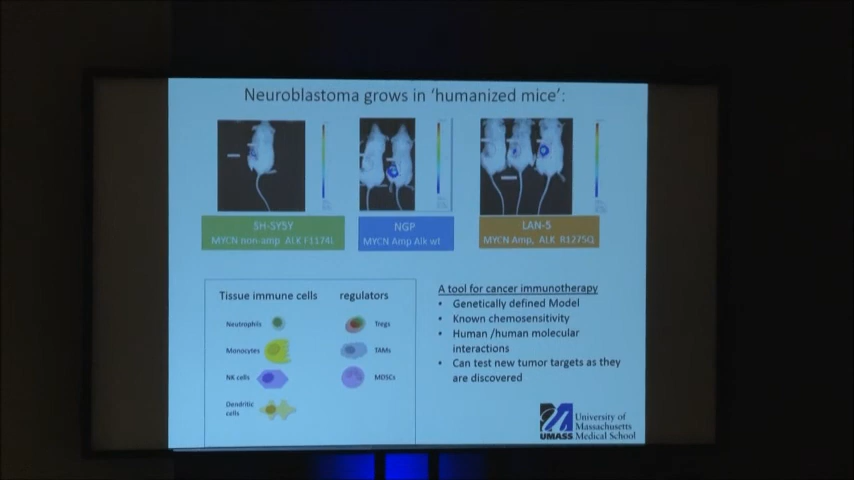 Neuroblastoma grows in ‘humanized mice’:
SH-SY5Y
MYCN non-amp ALK F1174L
NGP
MYCN Amp Alk wt
LAN-5
MYCN Amp, ALK R1275Q
Tissue immune cells
regulators
Neutrophils
Tregs
Monocytes
TAMs
NK cells
MDSCs
Dendritic
cells
A tool for cancer immunotherapy
• Genetically defined Model
• Known chemosensitivity
• Human /human molecular
interactions
• Can test new tumor targets as they
are discovered
UMASS
University of
Massachusetts
Medical School